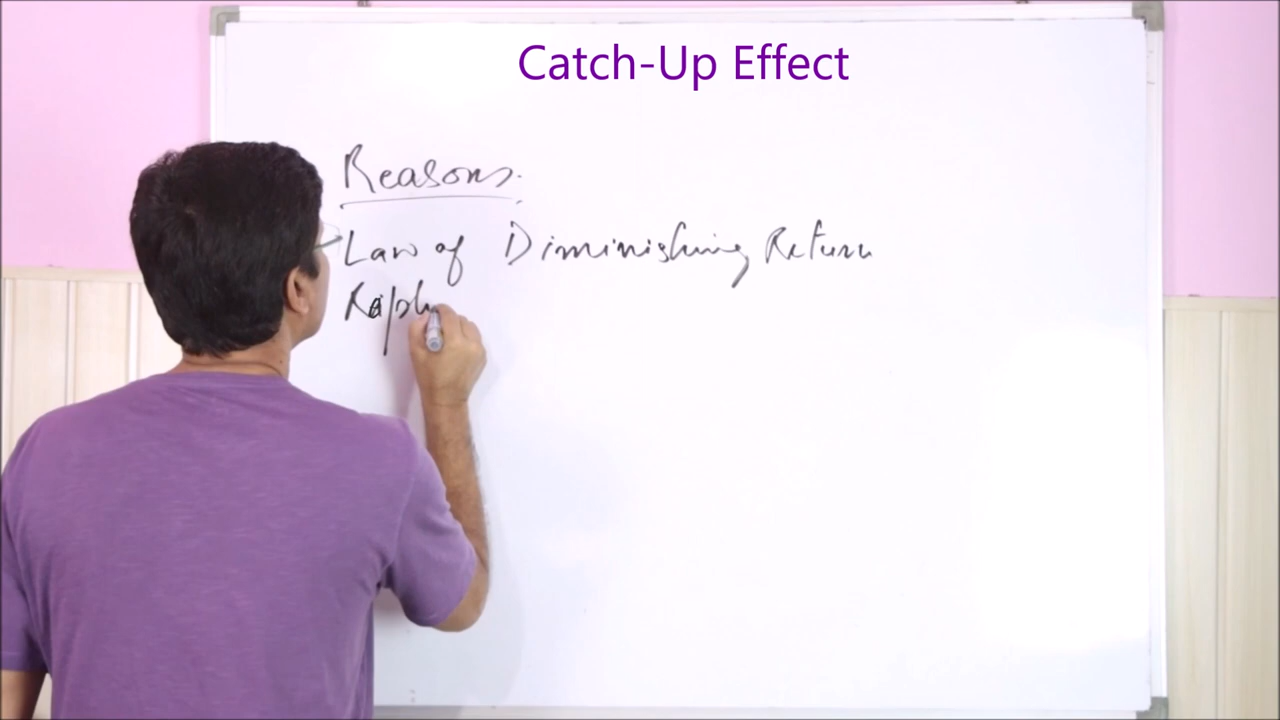 Catch-Up Effect
Reasons.
Law of Diminishing Return